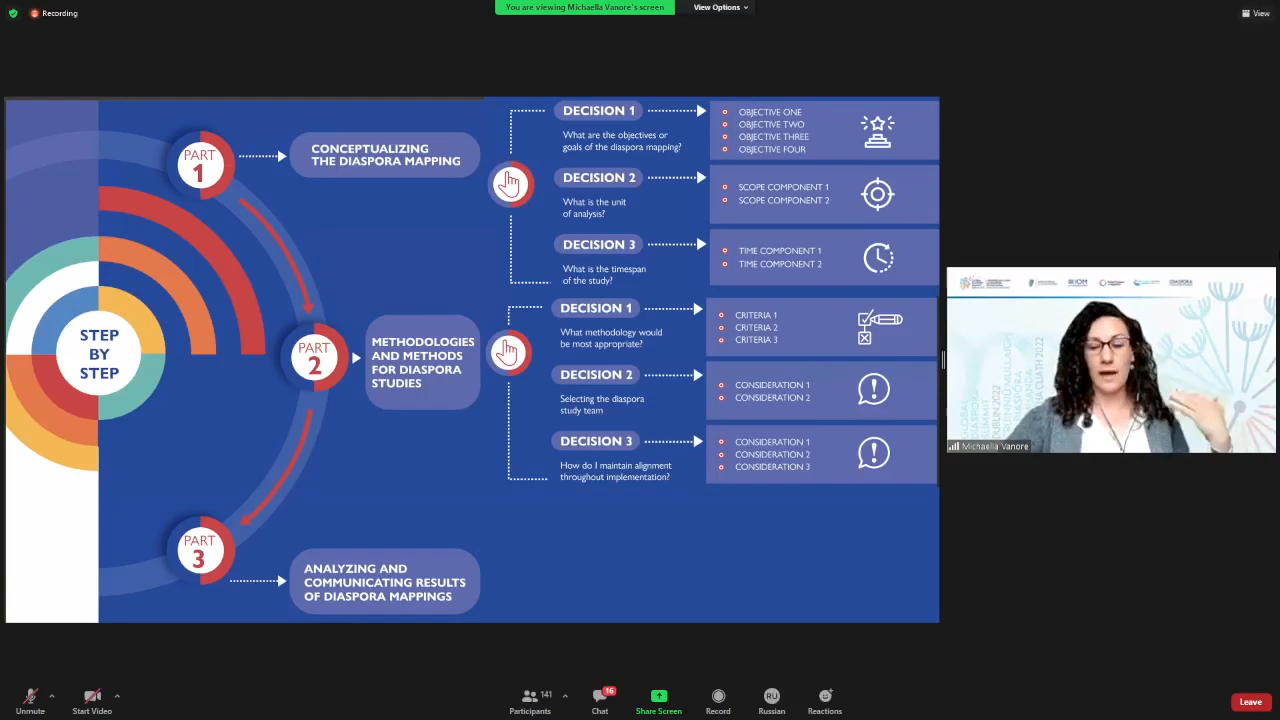 Recording
You are viewing Michaella Vanore's screen
View Options
View
STEP
BY
STEP
PART
1
CONCEPTUALIZING
THE DIASPORA MAPPING
PART
2
METHODOLOGIES
AND METHODS
FOR DIASPORA
STUDIES
PART
3
ANALYZING AND
COMMUNICATING RESULTS
OF DIASPORA MAPPINGS
DECISION 1
What are the objectives or
goals of the diaspora mapping?
OBJECTIVE ONE
OBJECTIVE TWO
OBJECTIVE THREE
OBJECTIVE FOUR
DECISION 2
What is the unit
of analysis?
SCOPE COMPONENT 1
SCOPE COMPONENT 2
DECISION 3
What is the timespan
of the study?
TIME COMPONENT 1
TIME COMPONENT 2
DECISION 1
What methodology would
be most appropriate?
CRITERIA 1
CRITERIA 2
CRITERIA 3
DECISION 2
Selecting the diaspora
study team
CONSIDERATION 1
CONSIDERATION 2
DECISION 3
How do I maintain alignment
throughout implementation?
CONSIDERATION 1
CONSIDERATION 2
CONSIDERATION 3
GLOBAL
DIASPORA
SUMMIT
DUBLIN 2022
Michaella Vanore
Unmute
Start Video
141
Participants
16
Chat
Share Screen
Record
RU
Russian
Reactions
Leave